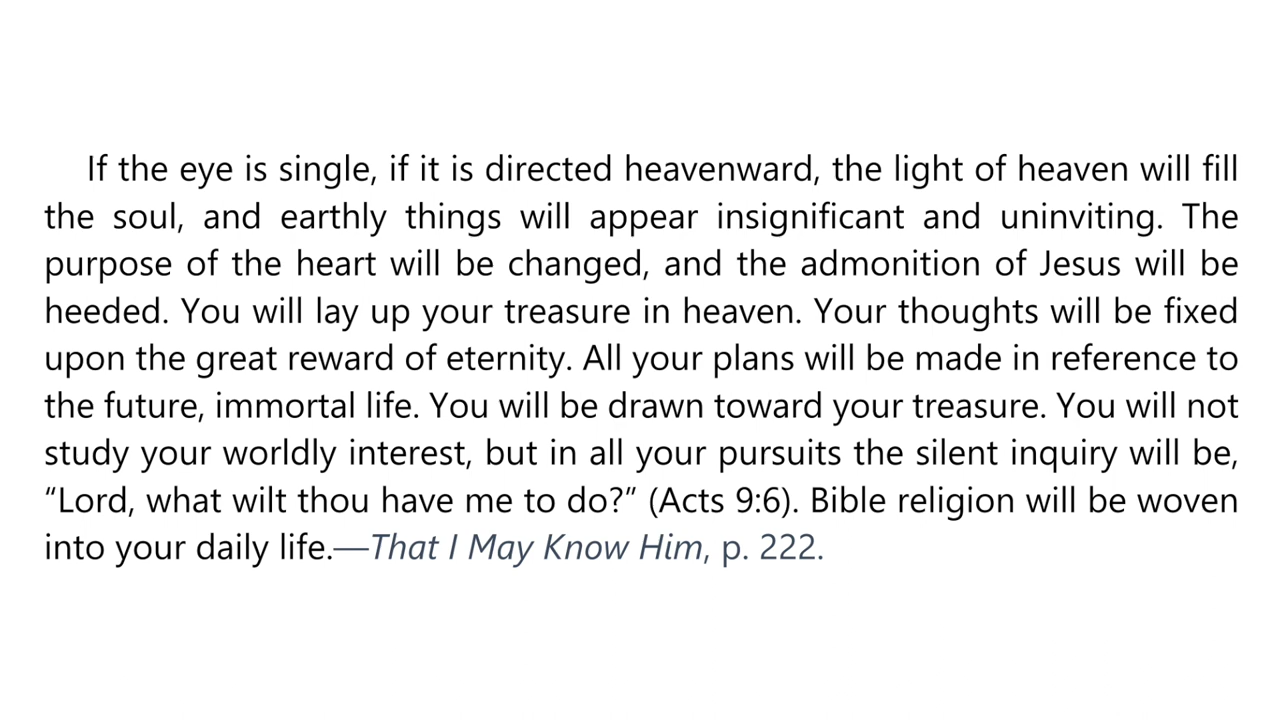 If the eye is single, if it is directed heavenward, the light of heaven will fill
the soul, and earthly things will appear insignificant and uninviting. The
purpose of the heart will be changed, and the admonition of Jesus will be
heeded. You will lay up your treasure in heaven. Your thoughts will be fixed
upon the great reward of eternity. All your plans will be made in reference to
the future, immortal life. You will be drawn toward your treasure. You will not
study your worldly interest, but in all your pursuits the silent inquiry will be,
“Lord, what wilt thou have me to do?” (Acts 9:6). Bible religion will be woven
into your daily life.—That I May Know Him, p. 222.